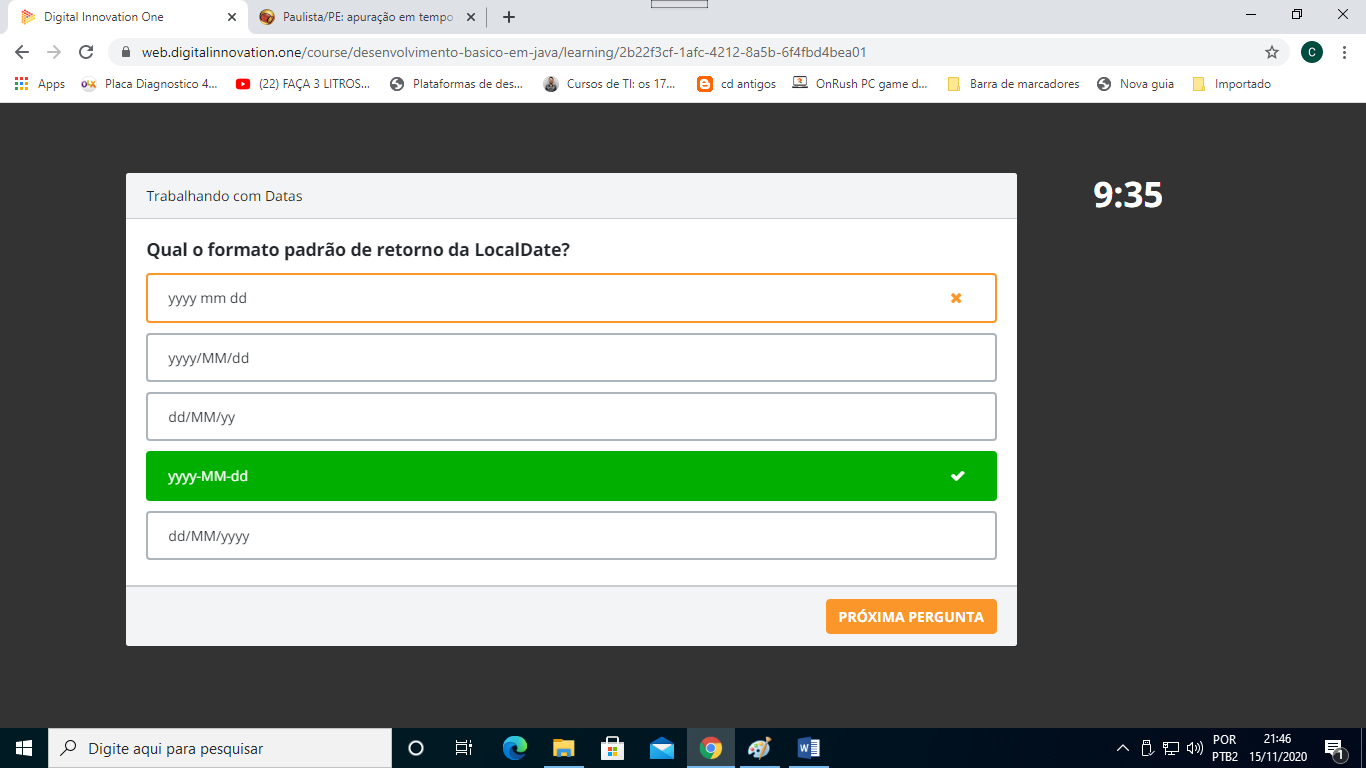 Digital Innovation One
Paulista/PE: apuração em tempo
web.digitalinnovation.one/course/desenvolvimento-basico-em-java/learning/2b22f3cf-1afc-4212-8a5b-6f4fbd4bea01
C
Apps
Placa Diagnostico 4...
(22) FAÇA 3 LITROS...
Plataformas de des...
Cursos de TI: os 17...
cd antigos
OnRush PC game d...
Barra de marcadores
Nova guia
Importado
Trabalhando com Datas
9:35
Qual o formato padrão de retorno da LocalDate?
yyyy mm dd
yyyy/MM/dd
dd/MM/yy
yyyy-MM-dd
dd/MM/yyyy
PRÓXIMA PERGUNTA
Digite aqui para pesquisar
POR
PTB2
21:46
15/11/2020
1